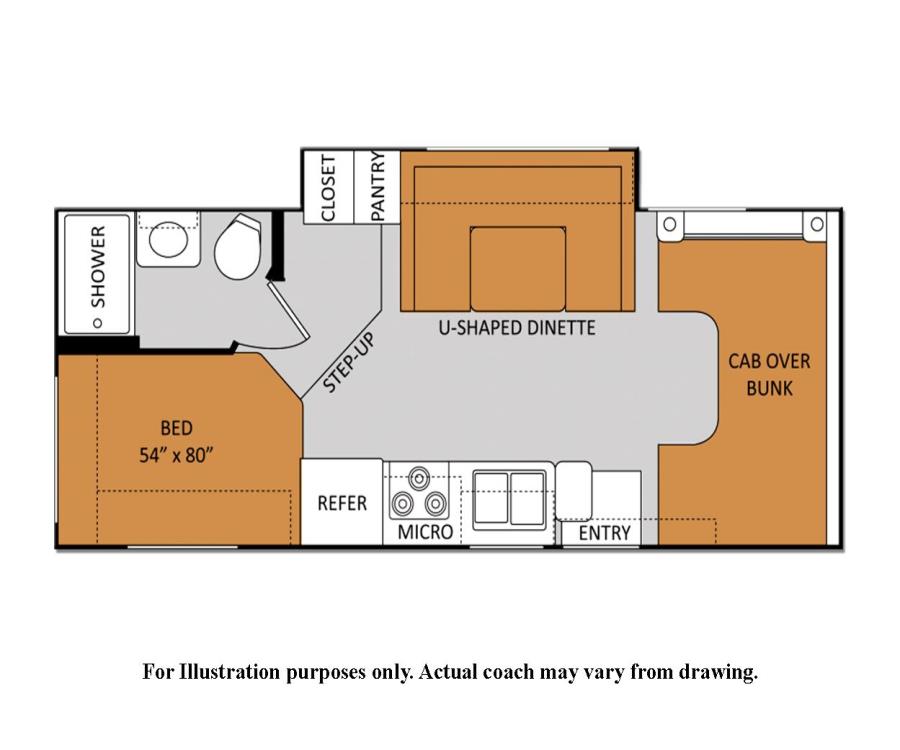 CLOSET
PANTRY
SHOWER
U-SHAPED DINETTE
STEP-UP
CAB OVER
BUNK
BED
54” x 80”
REFER
MICRO
ENTRY
For Illustration purposes only. Actual coach may vary from drawing.